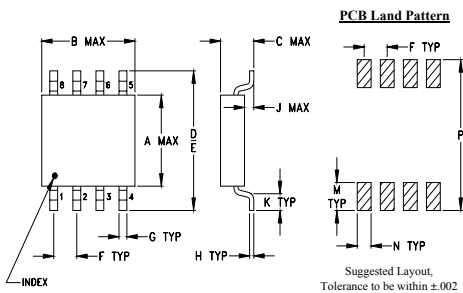 PCB Land Pattern
B MAX
C MAX
F TYP
8
7
6
5
J MAX
A MAX
D
E
P
K TYP
M
TYP
1
2
3
4
G TYP
H TYP
N TYP
F TYP
INDEX
Suggested Layout,
Tolerance to be within ±.002